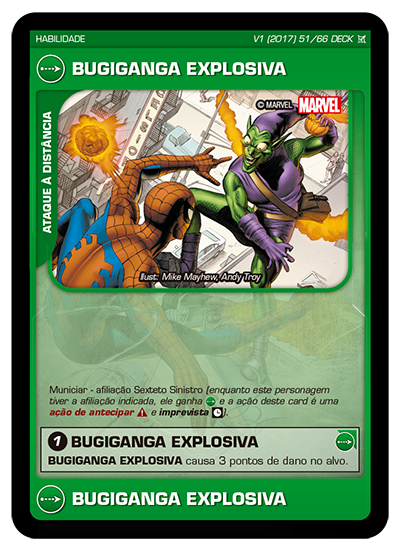 HABILIDADE
V1 (2017) 51/66 DECK
BUGIGANGA EXPLOSIVA
ATAQUE À DISTÂNCIA
© MARVEL MARVEL
Illust: Mike Mayhew, Andy Troy
Municiar - afiliação Sexteto Sinistro (enquanto este personagem
tiver a afiliação indicada, ele ganha e a ação deste card é uma
ação de antecipar e imprevista ).
1 BUGIGANGA EXPLOSIVA
BUGIGANGA EXPLOSIVA causa 3 pontos de dano no alvo.
BUGIGANGA EXPLOSIVA